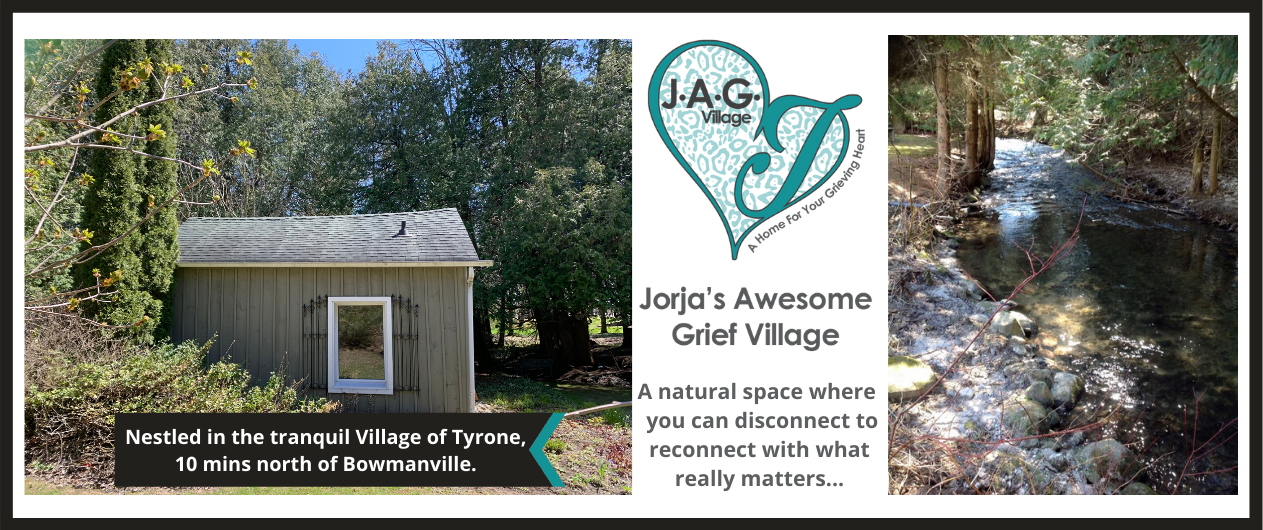 Nestled in the tranquil Village of Tyrone,
10 mins north of Bowmanville.
J.A.G.
Village
J
A Home For Your Grieving Heart
Jorja's Awesome
Grief Village
A natural space where
you can disconnect to
reconnect with what
really matters...